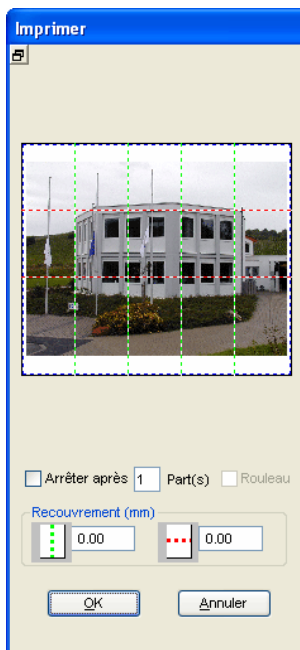 Imprimer
Arrêter après 1 Part(s) Rouleau
Recouvrement (mm)
0.00 0.00
OK Annuler